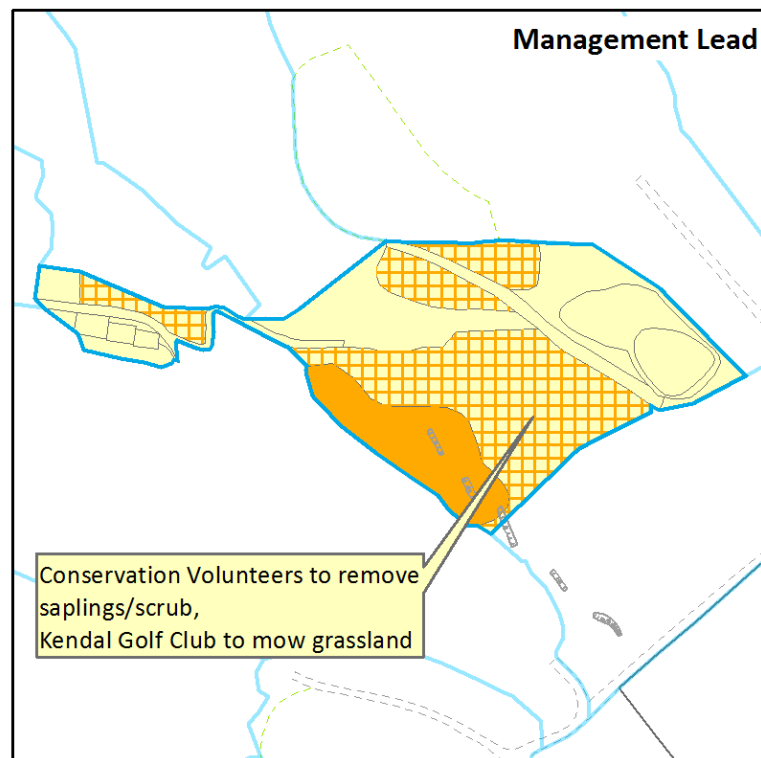 Management Lead
Conservation Volunteers to remove
saplings/scrub,
Kendal Golf Club to mow grassland